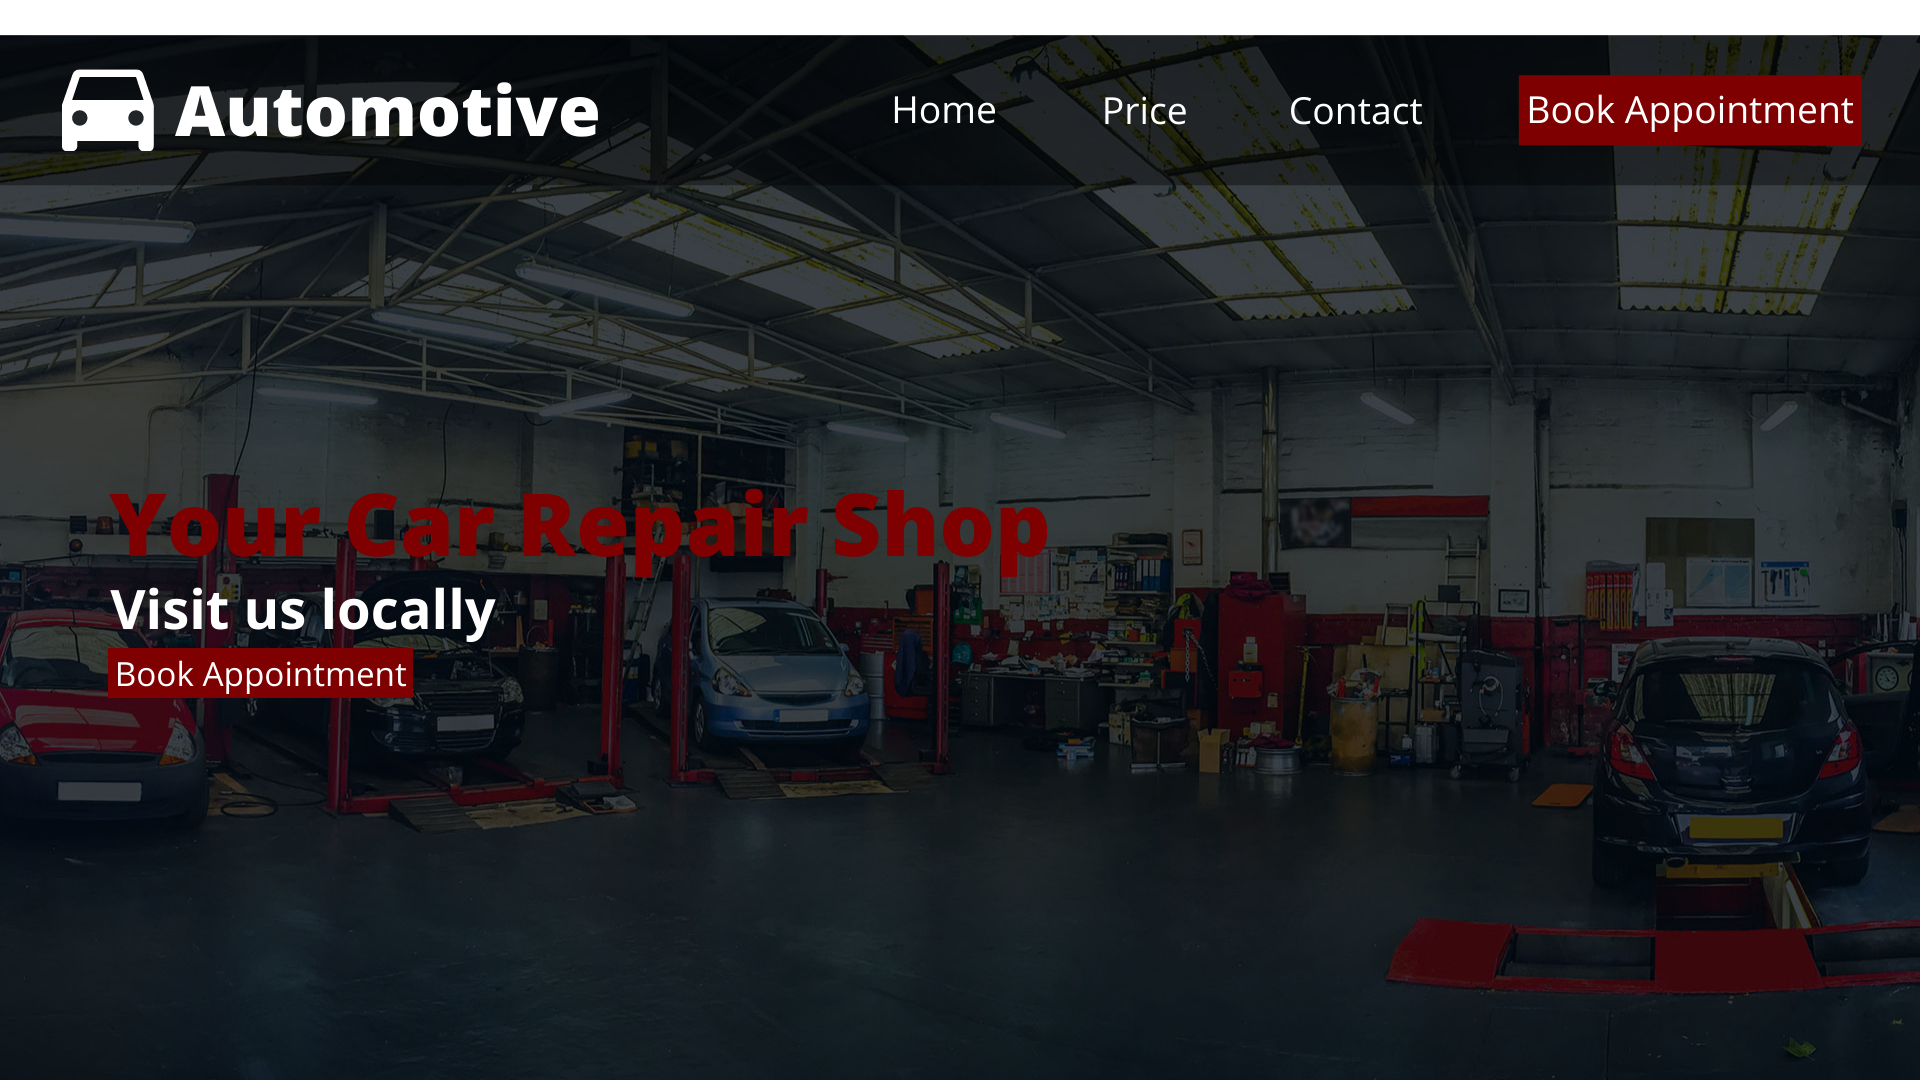 Automotive
Home
Price
Contact
Book Appointment
Your Car Repair Shop
Visit us locally
Book Appointment